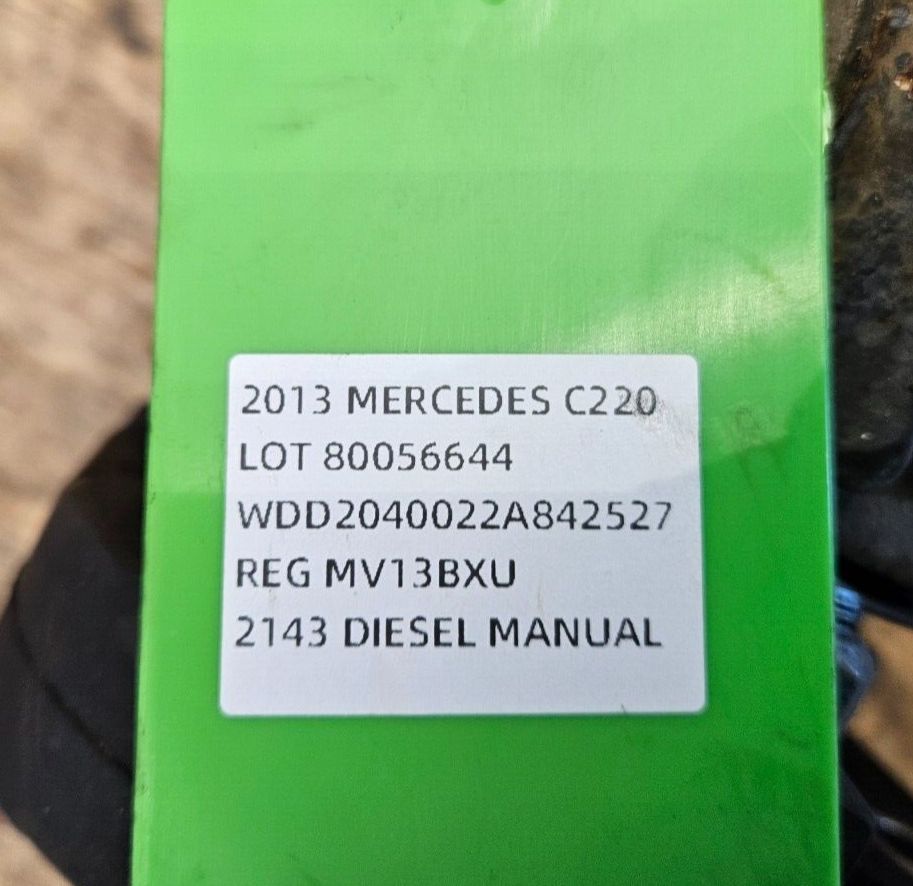 2013 MERCEDES C220
LOT 80056644
WDD2040022A842527
REG MV13BXU
2143 DIESEL MANUAL